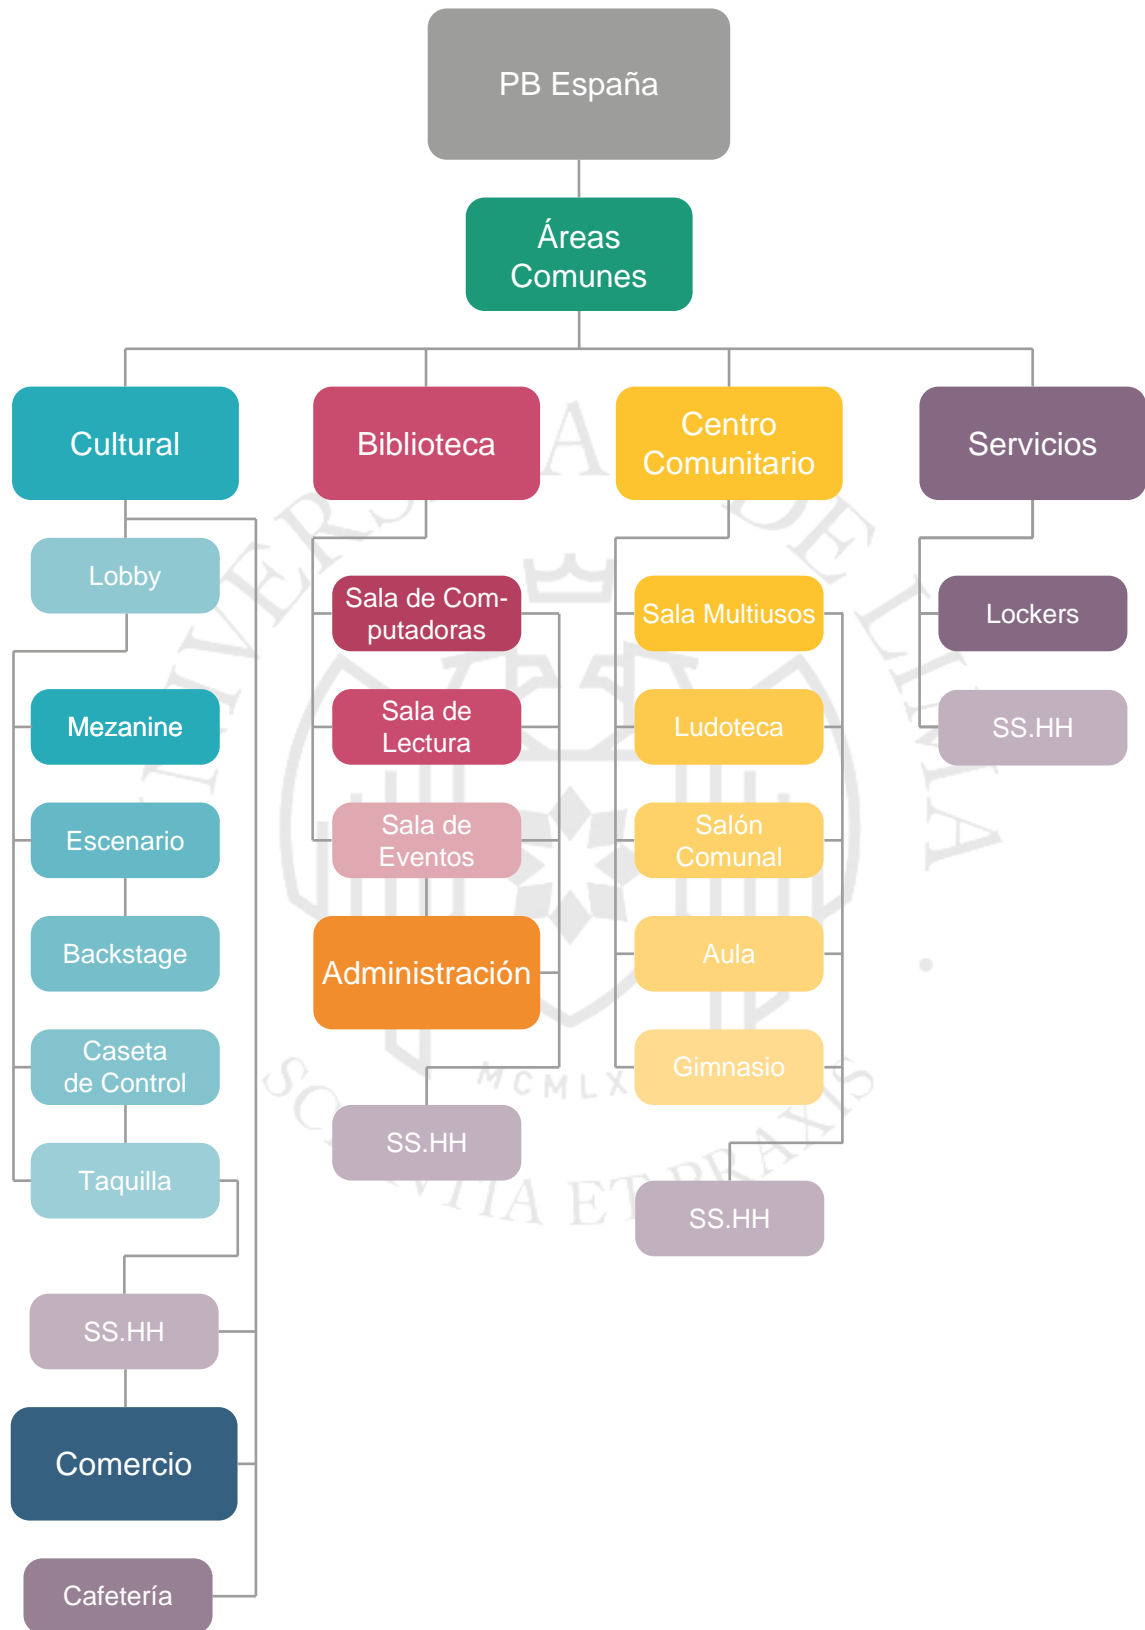 PB España
Áreas
Comunes
Cultural
Biblioteca
Centro
Comunitario
Servicios
Lobby
Mezanine
Escenario
Backstage
Caseta
de Control
Taquilla
SS.HH
Comercio
Cafetería
Sala de Com-
putadoras
Sala de
Lectura
Sala de
Eventos
Administración
SS.HH
Sala Multiusos
Ludoteca
Salón
Comunal
Aula
Gimnasio
SS.HH
Lockers
SS.HH